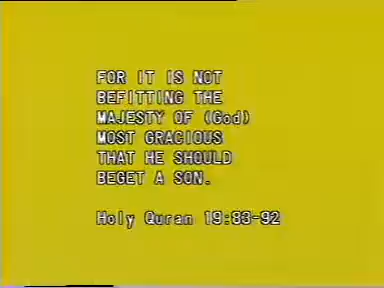 FOR IT IS NOT
BEFITTING THE
MAJESTY OF (God)
MOST GRACIOUS
THAT HE SHOULD
BEGET A SON.
Holy Quran 19:83-92